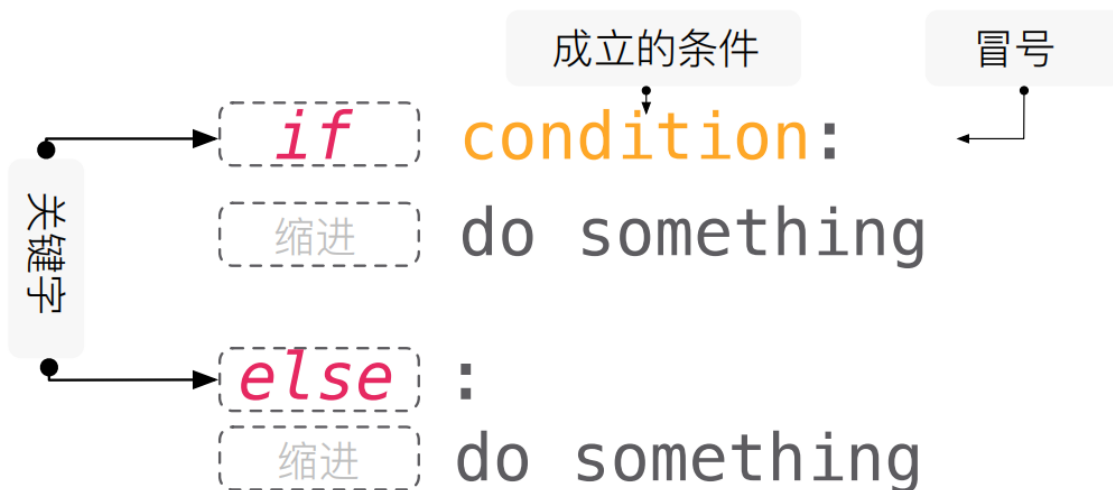 成立的条件
冒号
if condition:
关键字
缩进 do something
else :
缩进 do something